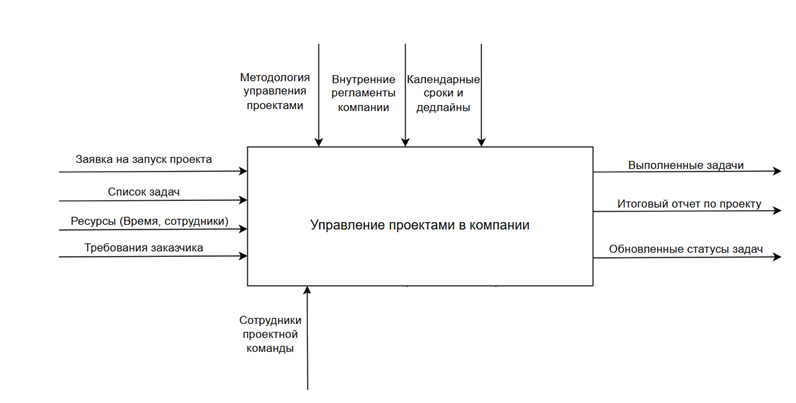 Методология
управления
проектами
Внутренние
регламенты
компании
Календарные
сроки и
дедлайны
Заявка на запуск проекта
Список задач
Ресурсы (Время, сотрудники)
Требования заказчика
Управление проектами в компании
Выполненные задачи
Итоговый отчет по проекту
Обновленные статусы задач
Сотрудники
проектной
команды